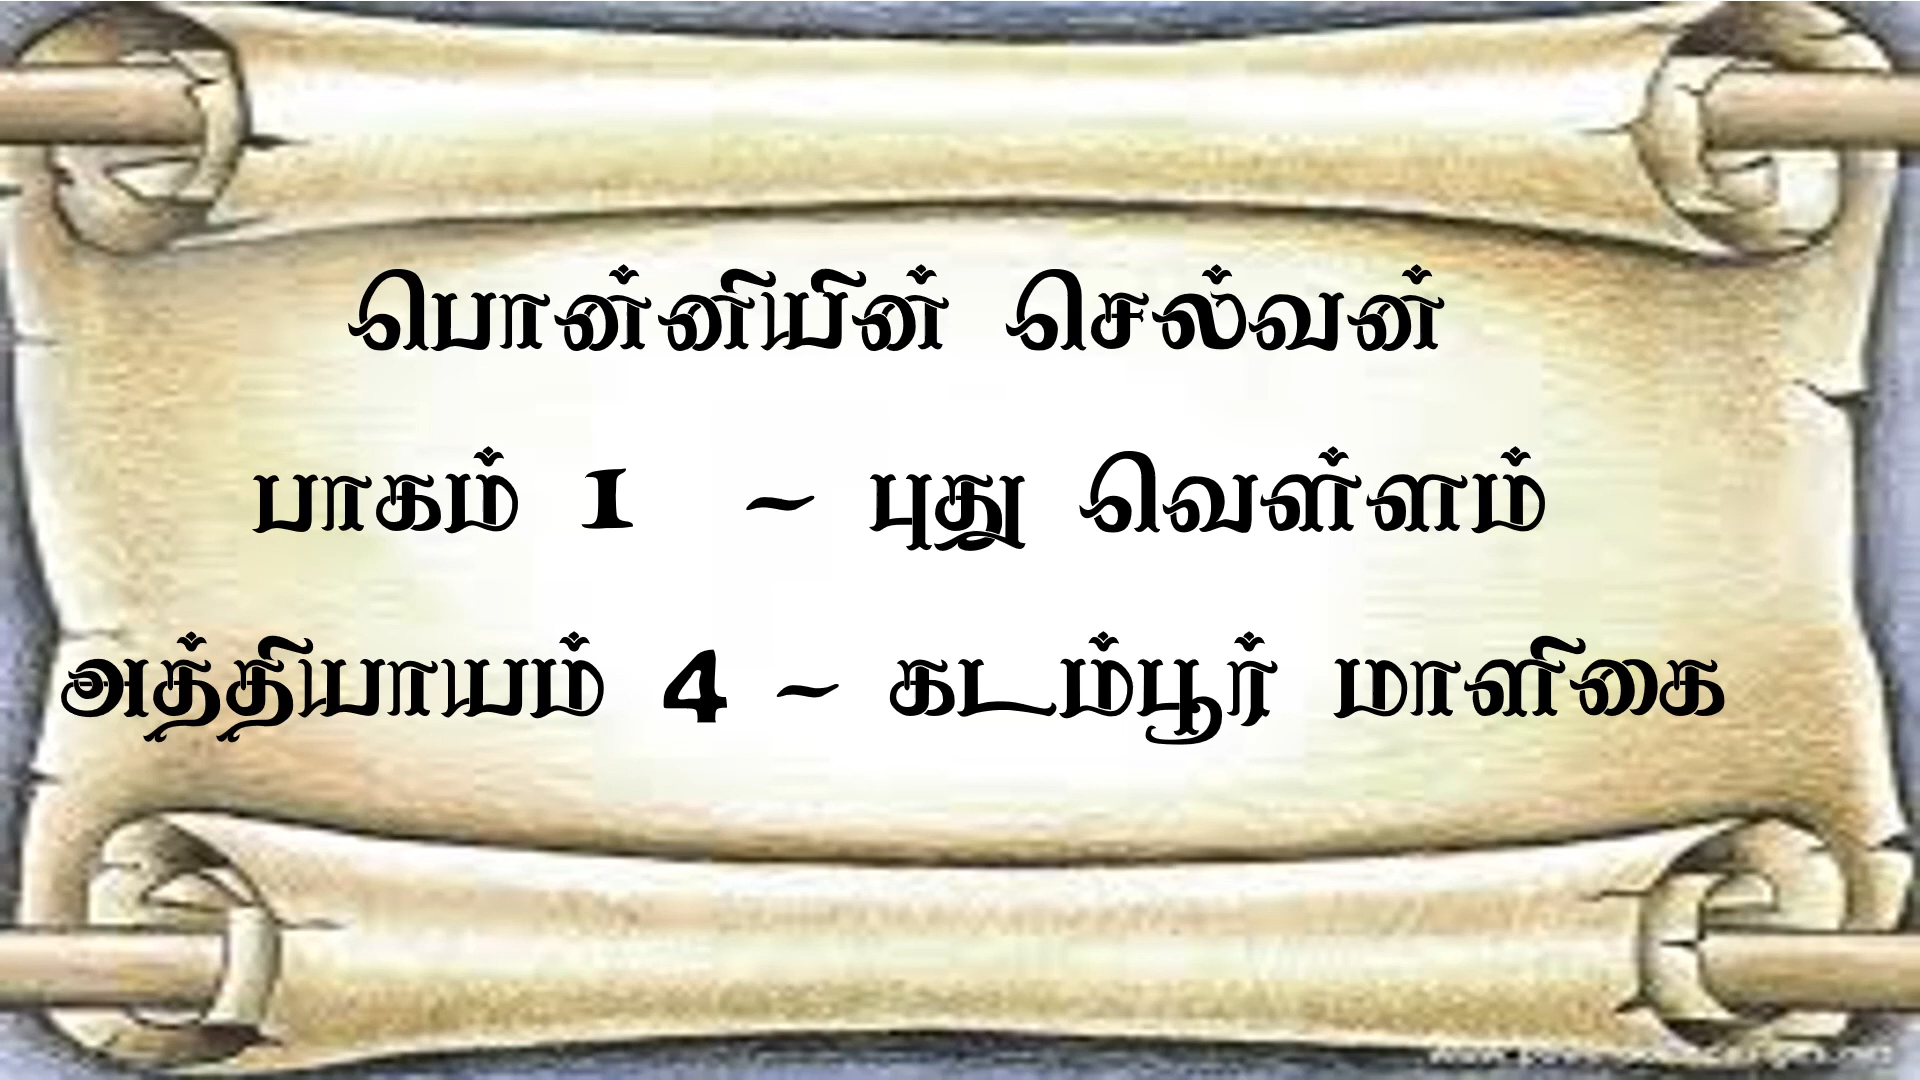 பொன்னியின் செல்வன்
பாகம் 1 ~ புது வெள்ளம்
அத்தியாயம் 4 ~ கடம்பூர் மாளிகை